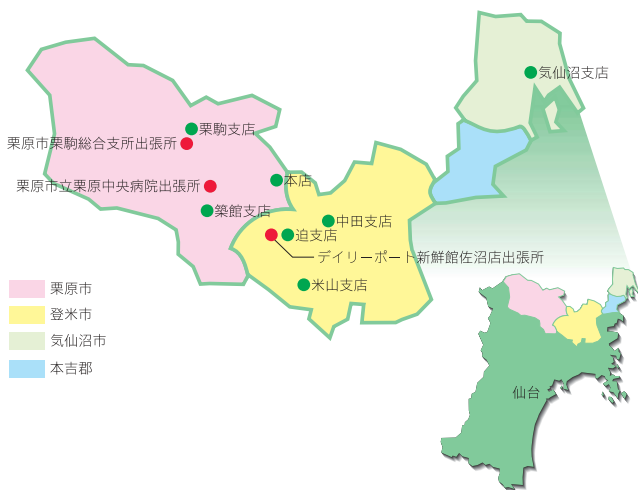 気仙沼支店
栗駒支店
栗原市栗駒総合支所出張所
本店
栗原市立栗原中央病院出張所
築館支店
中田支店
迫支店
デイリーポート新鮮館佐沼店出張所
米山支店
栗原市
登米市
気仙沼市
本吉郡
仙台